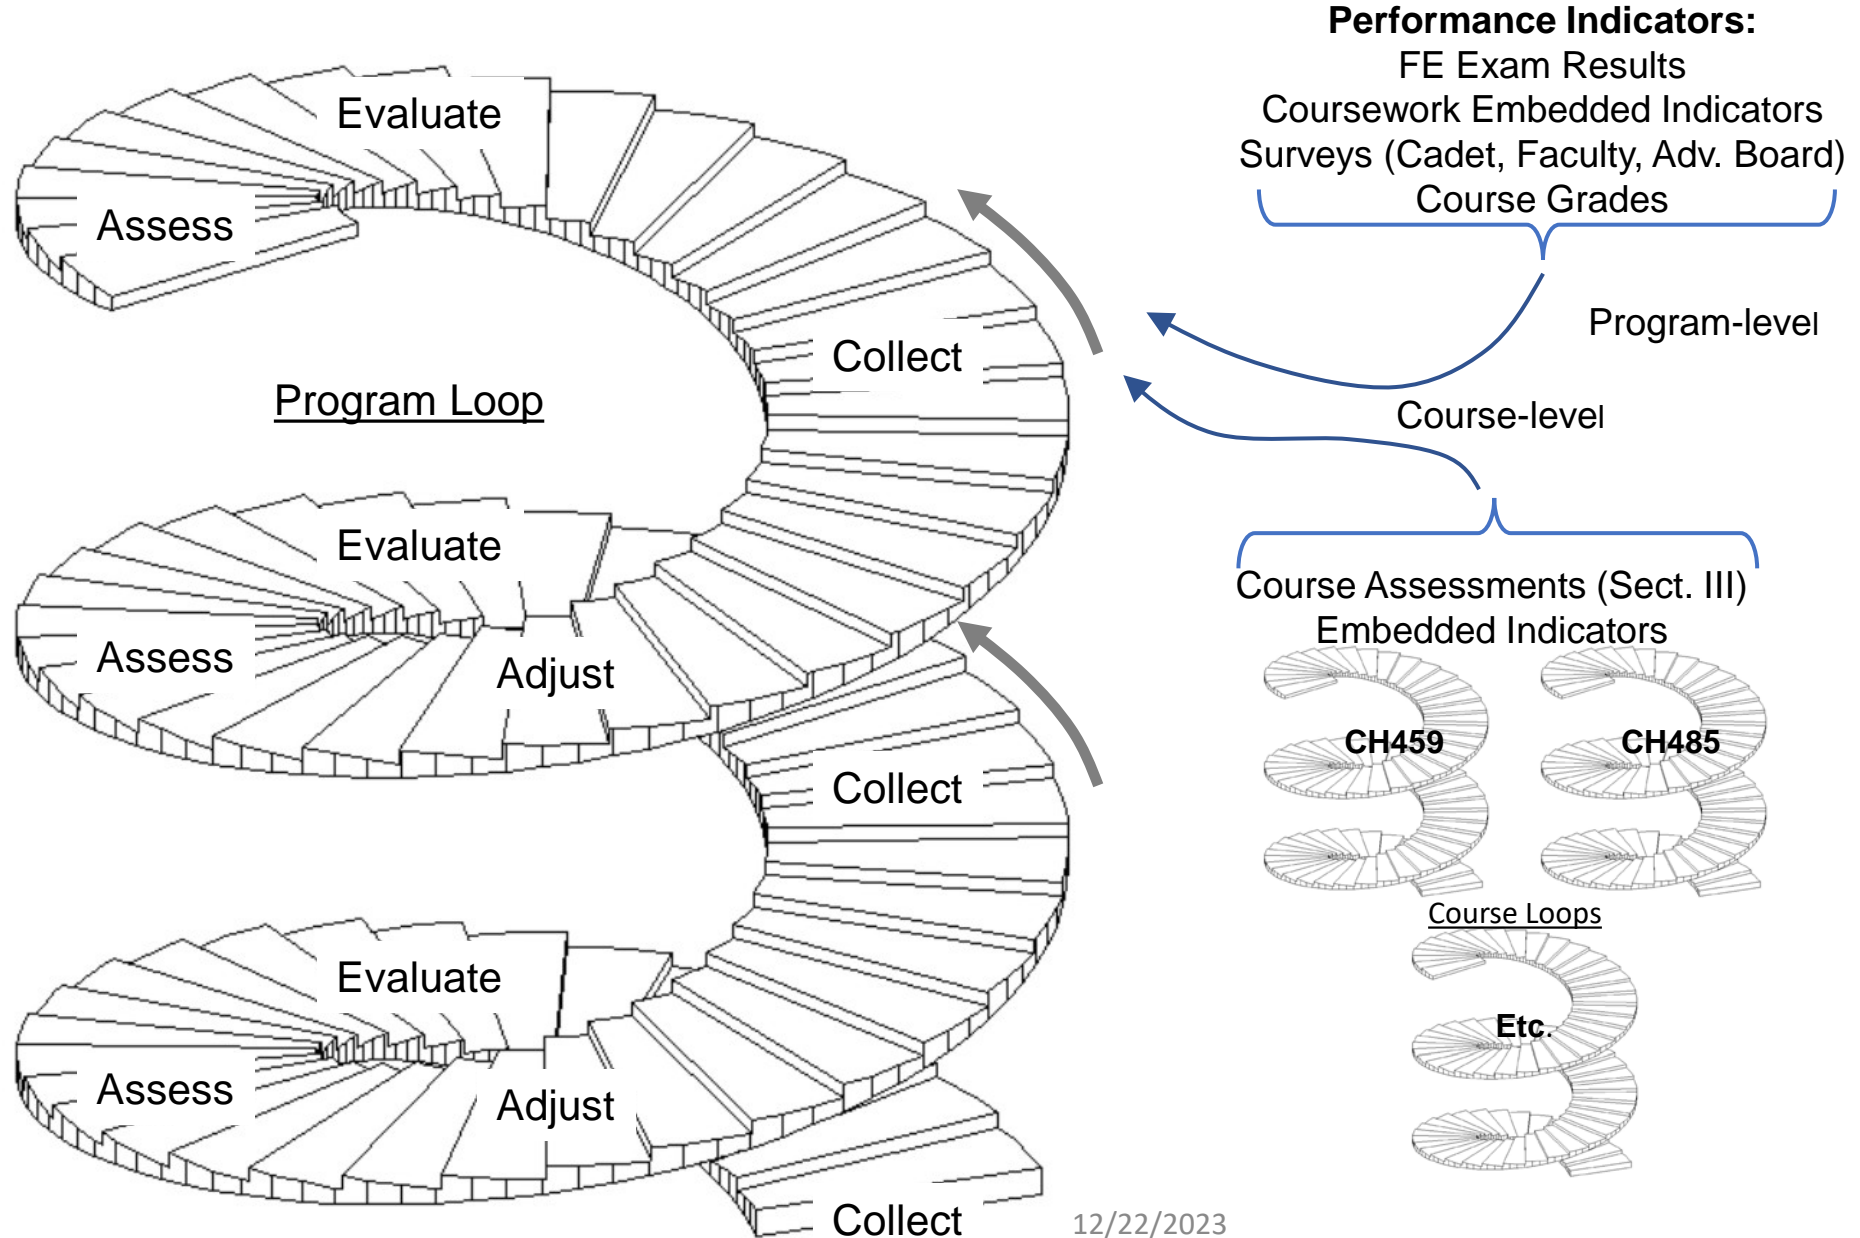 Performance Indicators:
FE Exam Results
Coursework Embedded Indicators
Surveys (Cadet, Faculty, Adv. Board)
Course Grades
Program-level
Course-level
Course Assessments (Sect. III)
Embedded Indicators
CH459
CH485
Course Loops
Etc.
Evaluate
Assess
Collect
Program Loop
Evaluate
Assess
Adjust
Collect
Evaluate
Assess
Adjust
Collect
12/22/2023